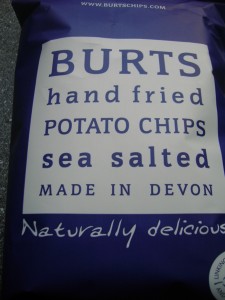 WWW.BURTSCHIPS.COM
BURTS
hand fried
POTATO CHIPS
sea salted
MADE IN DEVON
Naturally delicious